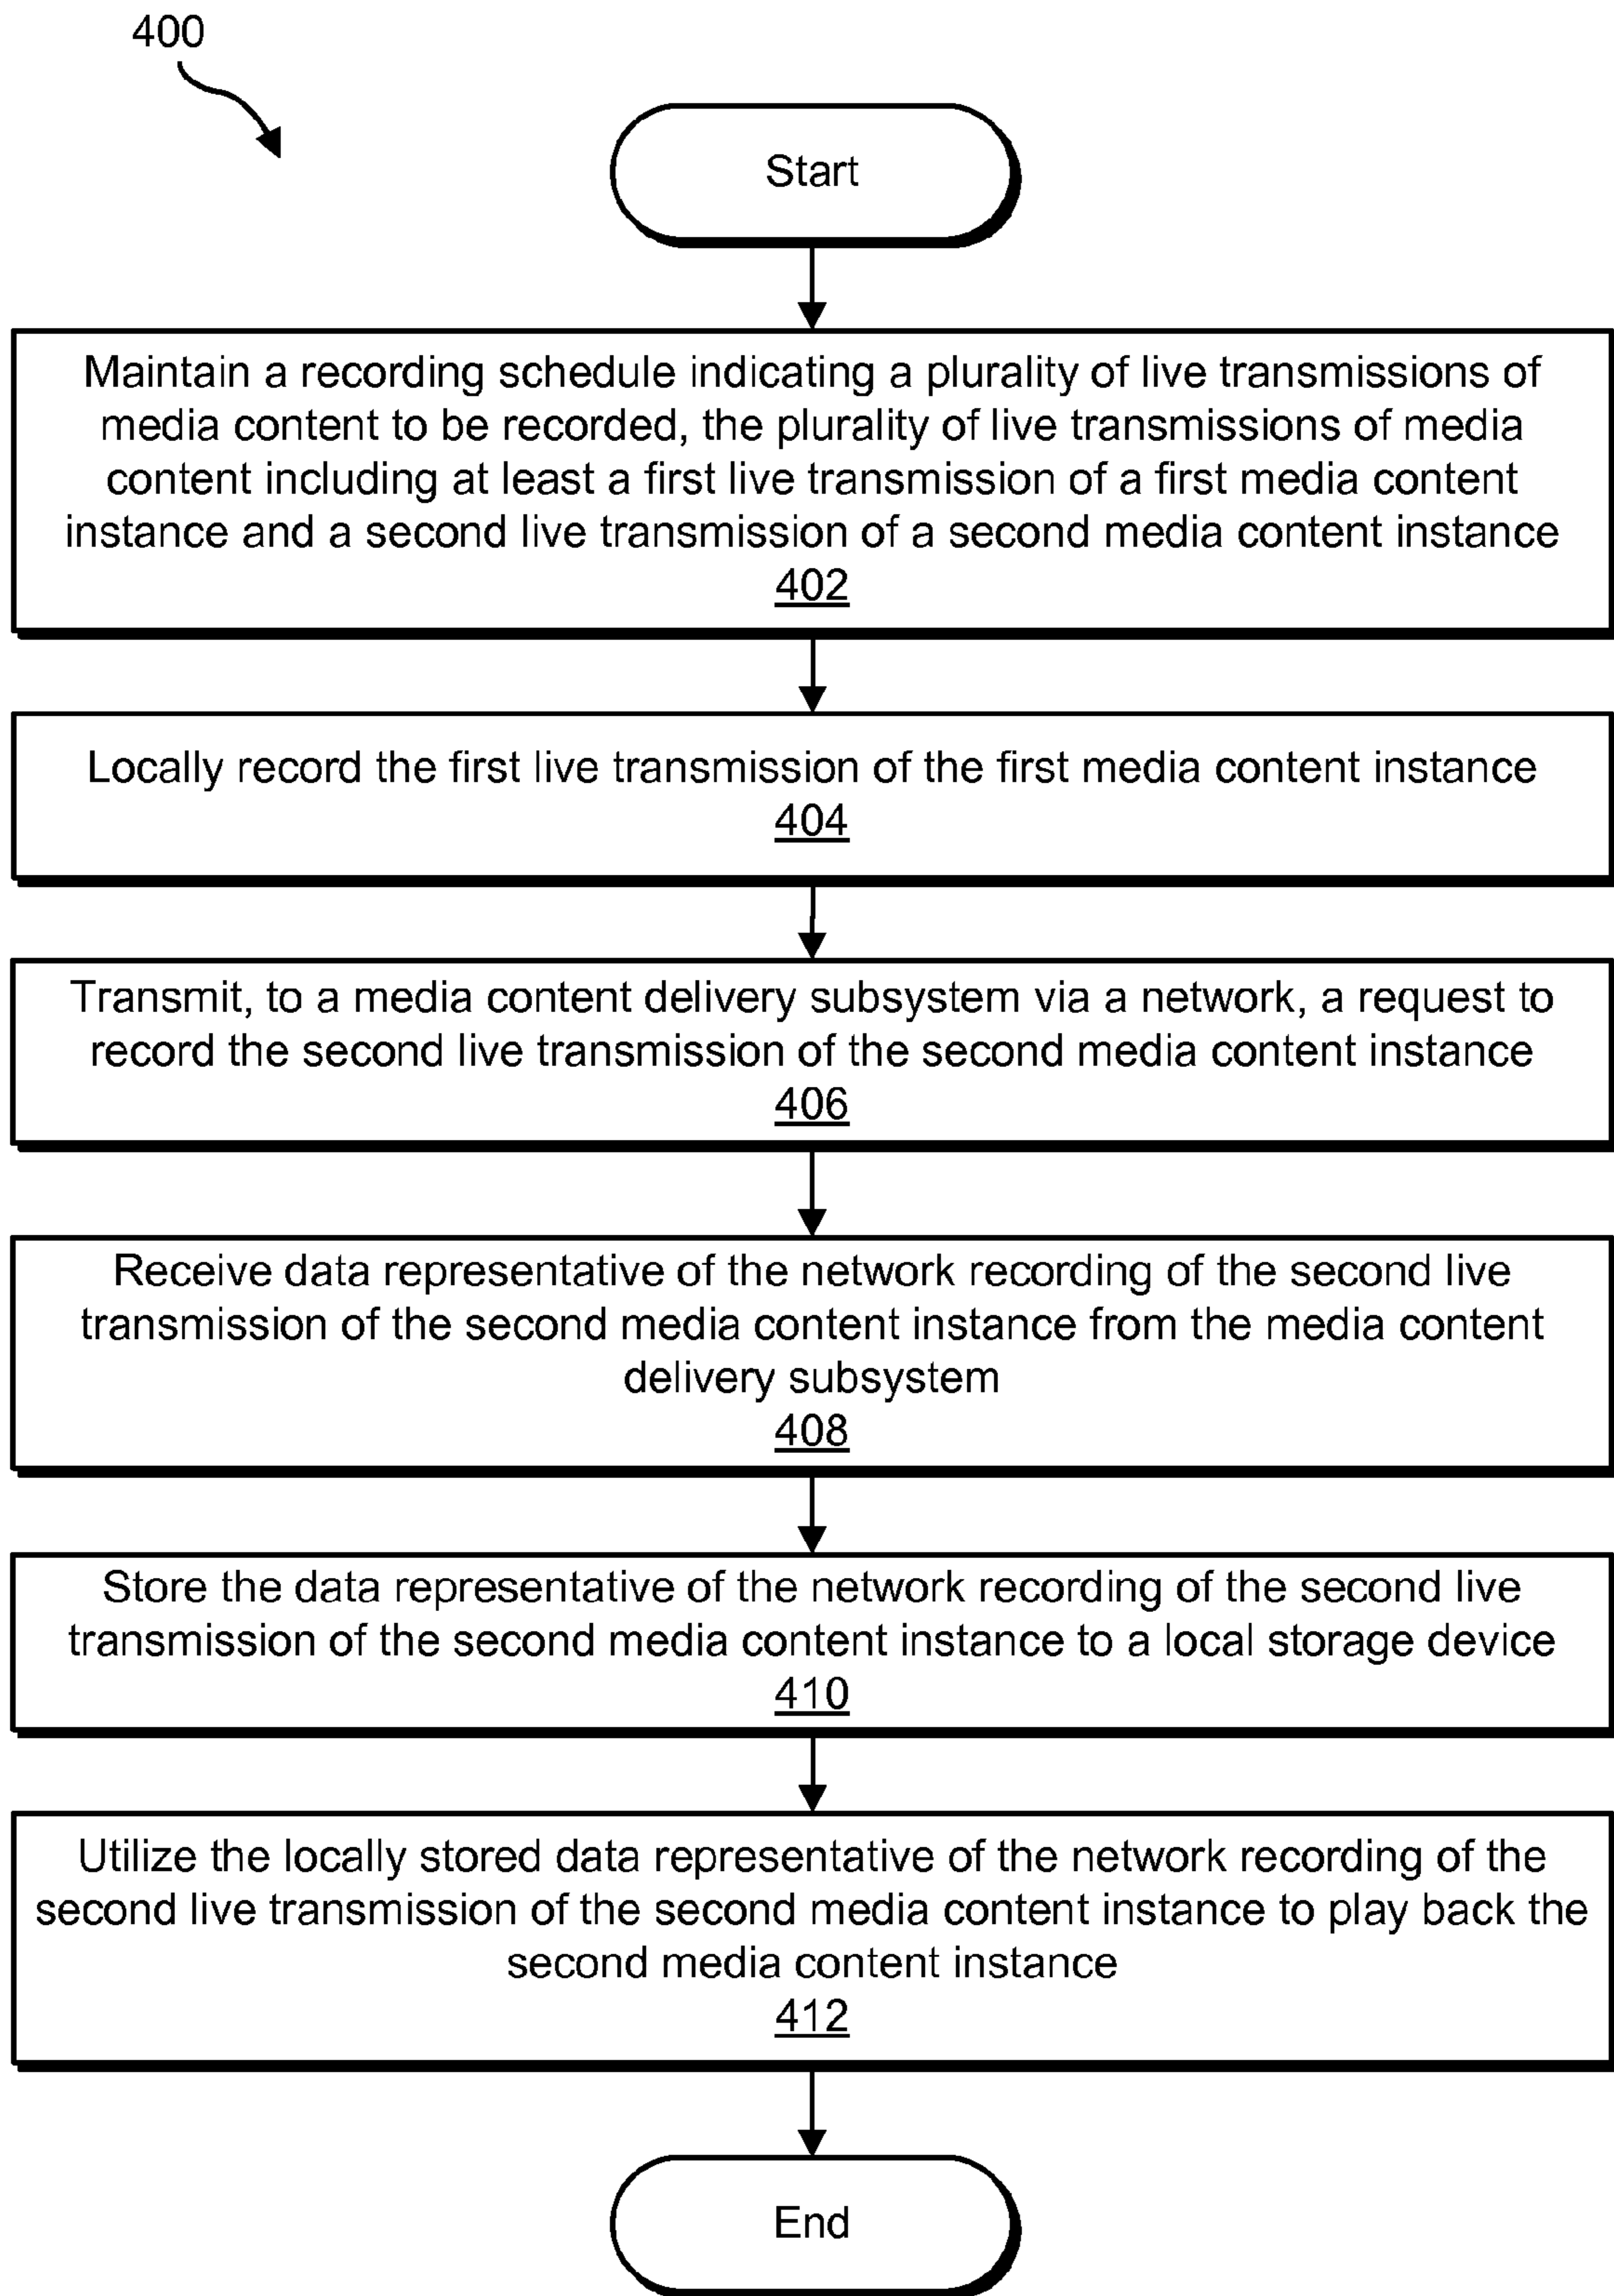 400
Start
Maintain a recording schedule indicating a plurality of live transmissions of
media content to be recorded, the plurality of live transmissions of media
content including at least a first live transmission of a first media content
instance and a second live transmission of a second media content instance
402
Locally record the first live transmission of the first media content instance
404
Transmit, to a media content delivery subsystem via a network, a request to
record the second live transmission of the second media content instance
406
Receive data representative of the network recording of the second live
transmission of the second media content instance from the media content
delivery subsystem
408
Store the data representative of the network recording of the second live
transmission of the second media content instance to a local storage device
410
Utilize the locally stored data representative of the network recording of the
second live transmission of the second media content instance to play back the
second media content instance
412
End